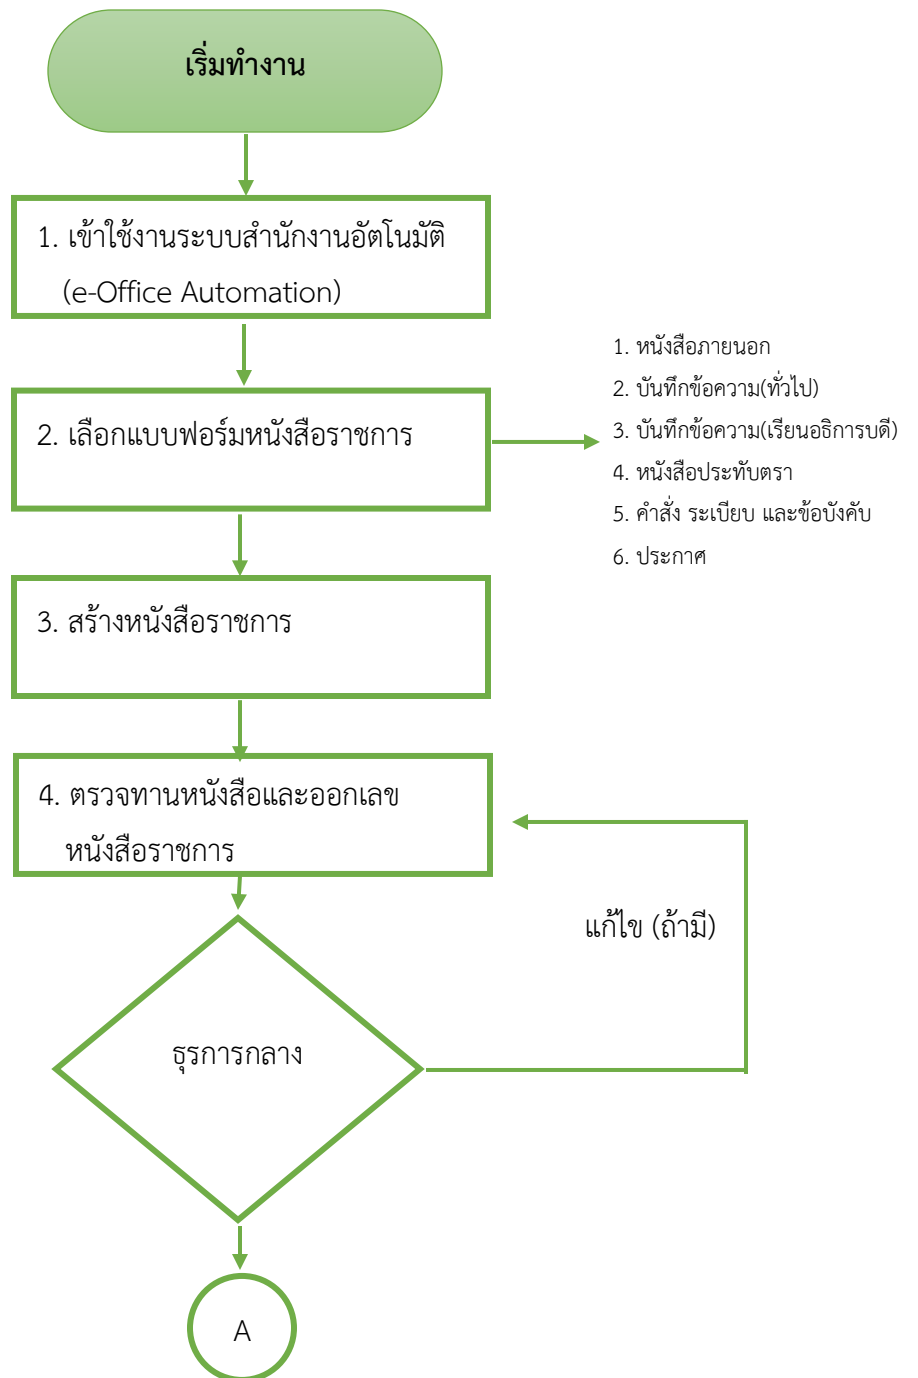 เริ่มทำงาน
1. เข้าใช้งานระบบสำนักงานอัตโนมัติ
(e-Office Automation)
2. เลือกแบบฟอร์มหนังสือราชการ
1. หนังสือภายนอก
2. บันทึกข้อความ(ทั่วไป)
3. บันทึกข้อความ(เรียนอธิการบดี)
4. หนังสือประทับตรา
5. คำสั่ง ระเบียบ และข้อบังคับ
6. ประกาศ
3. สร้างหนังสือราชการ
4. ตรวจทานหนังสือและออกเลข
หนังสือราชการ
แก้ไข (ถ้ามี)
ธุรการกลาง
A